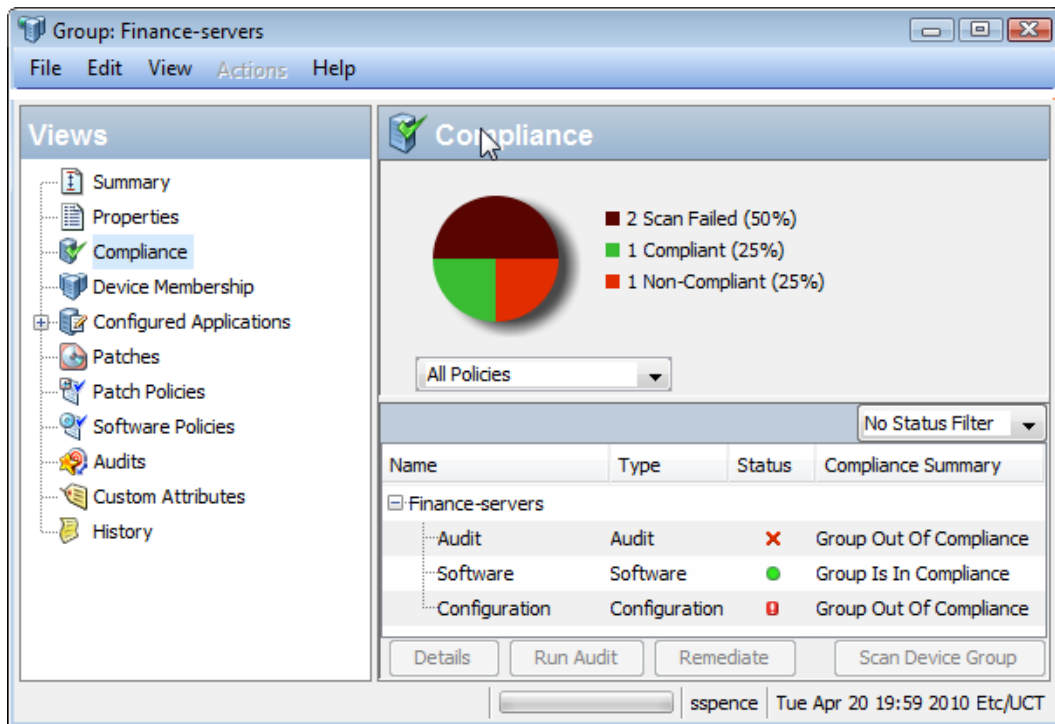 Group: Finance-servers
File Edit View Actions Help
Views
Summary
Properties
Compliance
Device Membership
Configured Applications
Patches
Patch Policies
Software Policies
Audits
Custom Attributes
History
Compliance
2 Scan Failed (50%)
1 Compliant (25%)
1 Non-Compliant (25%)
All Policies
No Status Filter
Name Type Status Compliance Summary
Finance-servers
Audit Audit Group Out Of Compliance
Software Software Group Is In Compliance
Configuration Configuration Group Out Of Compliance
Details Run Audit Remediate Scan Device Group
sspence Tue Apr 20 19:59 2010 Etc/UCT